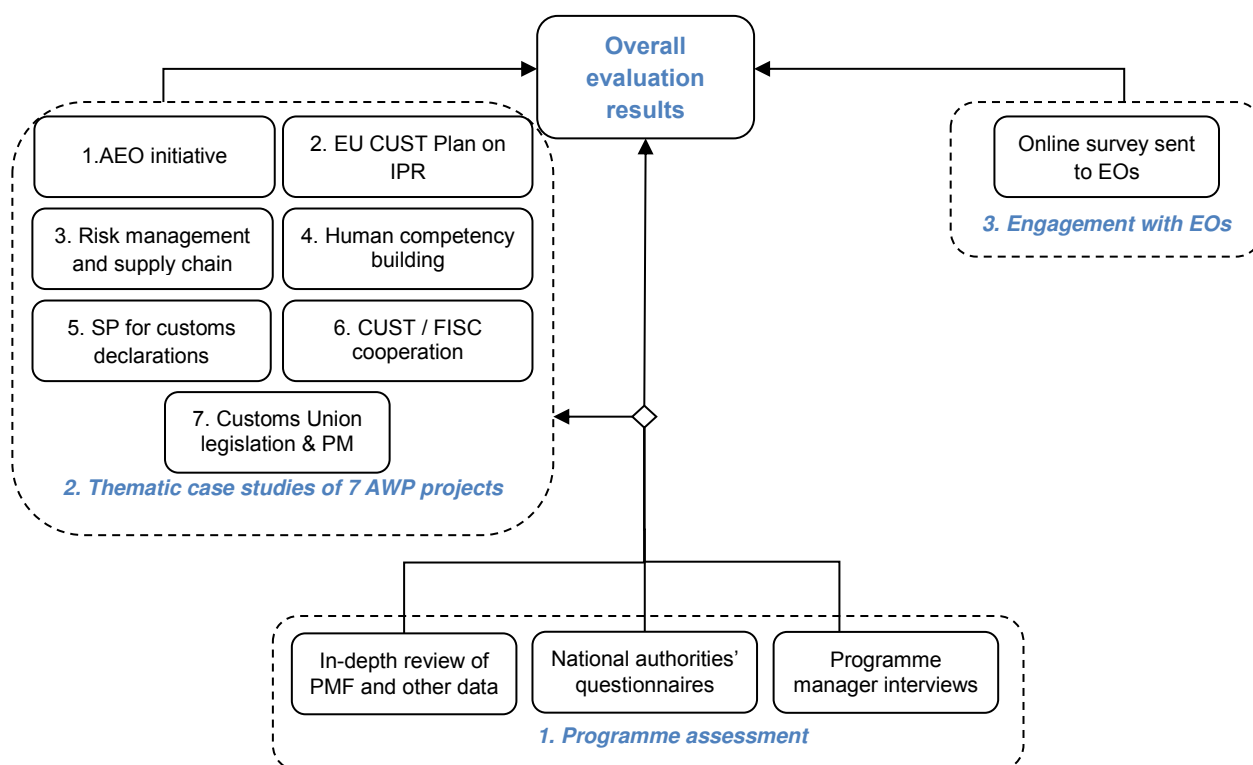 Overall
evaluation
results
1.AEO initiative
2. EU CUST Plan on
IPR
3. Risk management
and supply chain
4. Human competency
building
5. SP for customs
declarations
6. CUST / FISC
cooperation
7. Customs Union
legislation & PM
2. Thematic case studies of 7 AWP projects
Online survey sent
to EOs
3. Engagement with EOs
In-depth review of
PMF and other data
National authorities’
questionnaires
Programme
manager interviews
1. Programme assessment